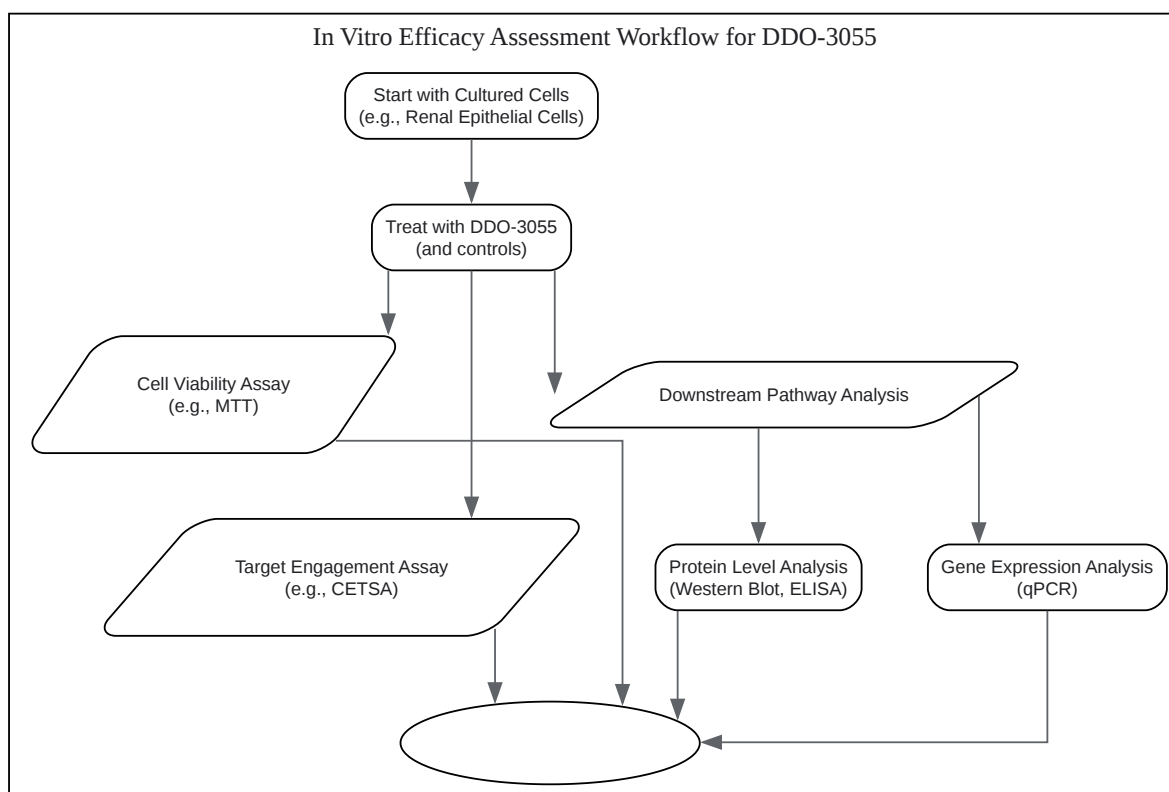 In Vitro Efficacy Assessment Workflow for DDO-3055
Start with Cultured Cells
(e.g., Renal Epithelial Cells)
Treat with DDO-3055
(and controls)
Cell Viability Assay
(e.g., MTT)
Downstream Pathway Analysis
Target Engagement Assay
(e.g., CETSA)
Protein Level Analysis
(Western Blot, ELISA)
Gene Expression Analysis
(qPCR)